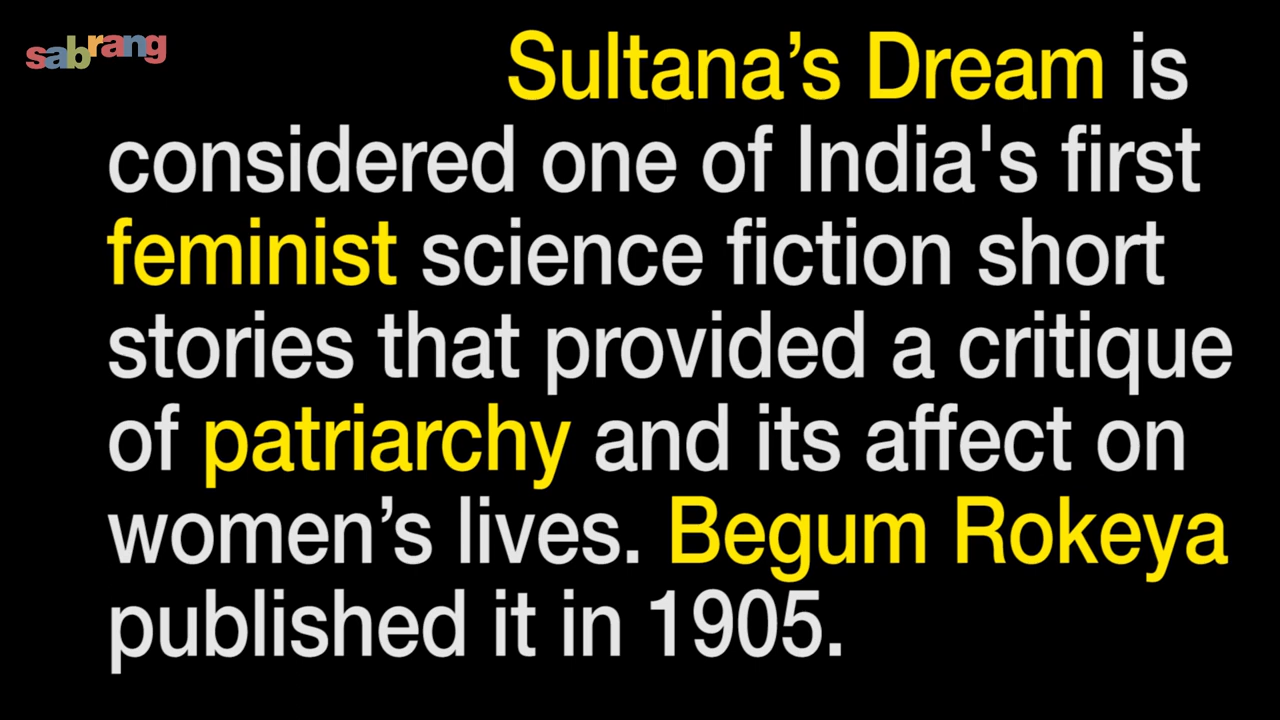 sabrang
Sultana’s Dream is
considered one of India's first
feminist science fiction short
stories that provided a critique
of patriarchy and its affect on
women’s lives. Begum Rokeya
published it in 1905.